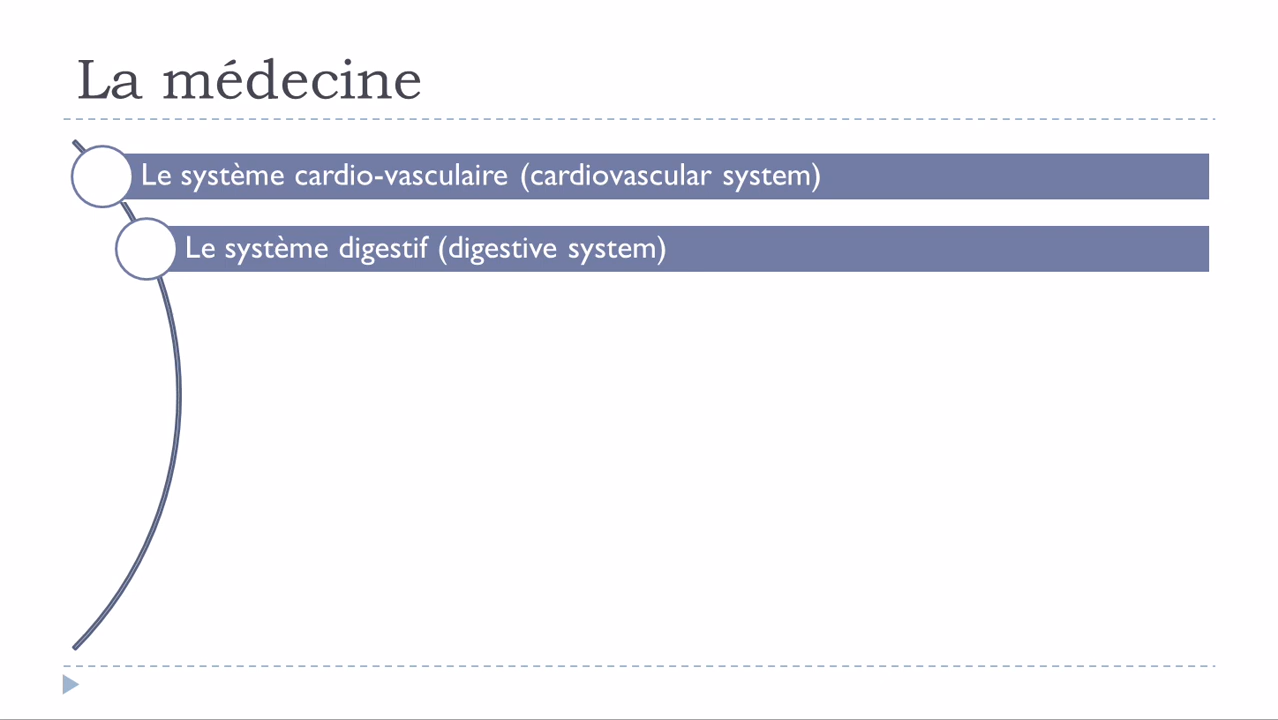 La médecine
Le système cardio-vasculaire (cardiovascular system)
Le système digestif (digestive system)